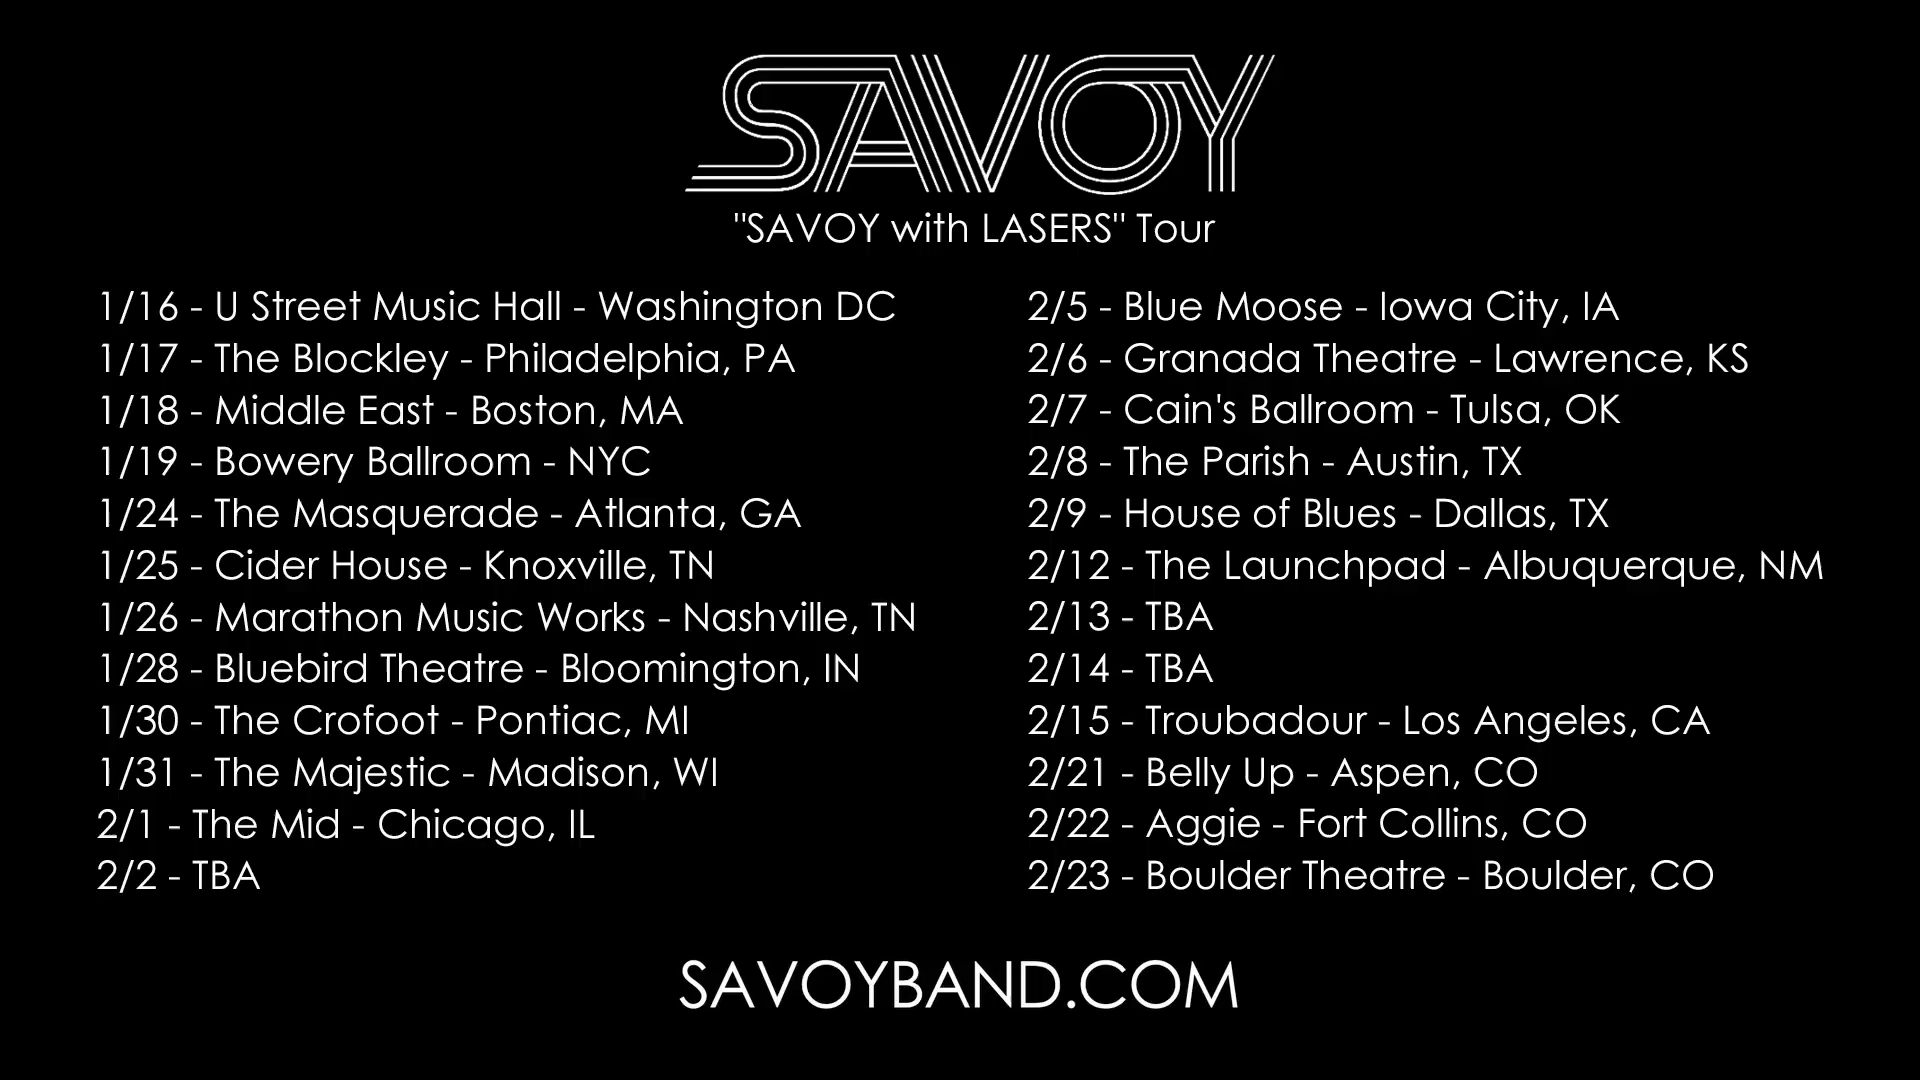 SAVOY
"SAVOY with LASERS" Tour
1/16 - U Street Music Hall - Washington DC
1/17 - The Blockley - Philadelphia, PA
1/18 - Middle East - Boston, MA
1/19 - Bowery Ballroom - NYC
1/24 - The Masquerade - Atlanta, GA
1/25 - Cider House - Knoxville, TN
1/26 - Marathon Music Works - Nashville, TN
1/28 - Bluebird Theatre - Bloomington, IN
1/30 - The Crofoot - Pontiac, MI
1/31 - The Majestic - Madison, WI
2/1 - The Mid - Chicago, IL
2/2 - TBA
2/5 - Blue Moose - Iowa City, IA
2/6 - Granada Theatre - Lawrence, KS
2/7 - Cain's Ballroom - Tulsa, OK
2/8 - The Parish - Austin, TX
2/9 - House of Blues - Dallas, TX
2/12 - The Launchpad - Albuquerque, NM
2/13 - TBA
2/14 - TBA
2/15 - Troubadour - Los Angeles, CA
2/21 - Belly Up - Aspen, CO
2/22 - Aggie - Fort Collins, CO
2/23 - Boulder Theatre - Boulder, CO
SAVOYBAND.COM